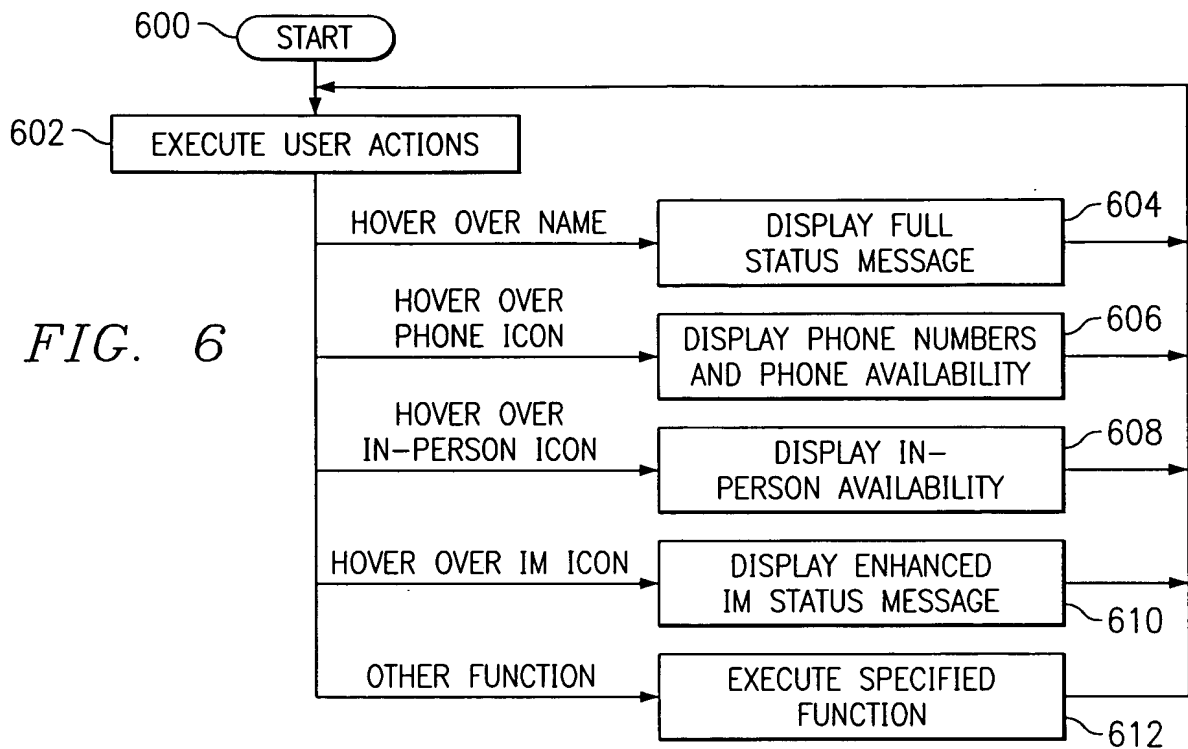 600
START
602
EXECUTE USER ACTIONS
HOVER OVER NAME
DISPLAY FULL
STATUS MESSAGE
604
HOVER OVER
PHONE ICON
DISPLAY PHONE NUMBERS
AND PHONE AVAILABILITY
606
FIG. 6
HOVER OVER
IN-PERSON ICON
DISPLAY IN-
PERSON AVAILABILITY
608
HOVER OVER IM ICON
DISPLAY ENHANCED
IM STATUS MESSAGE
610
OTHER FUNCTION
EXECUTE SPECIFIED
FUNCTION
612